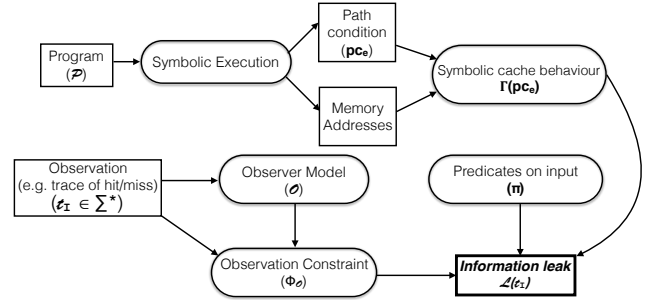 Path
condition
(pc_e)
Program
(𝒫)
Symbolic Execution
Symbolic cache behaviour
Γ(pc_e)
Memory
Addresses
Observation
(e.g. trace of hit/miss)
(t_I ∈ ∑*)
Observer Model
(𝒪)
Predicates on input
(π)
Observation Constraint
(Φ_𝒪)
Information leak
ℒ(t_I)